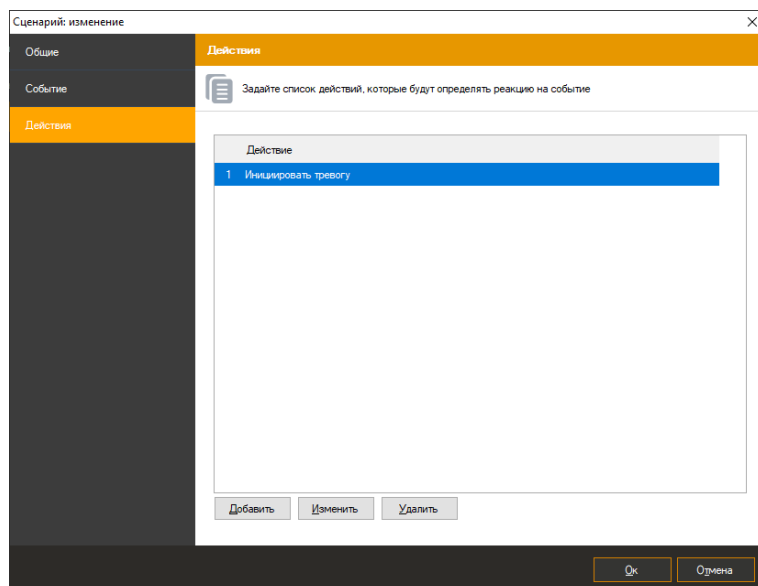 Сценарий: изменение
Общие
Событие
Действия
Действия
Задайте список действий, которые будут определять реакцию на событие
Действие
1 Инициировать тревогу
Добавить Изменить Удалить
Ок Отмена